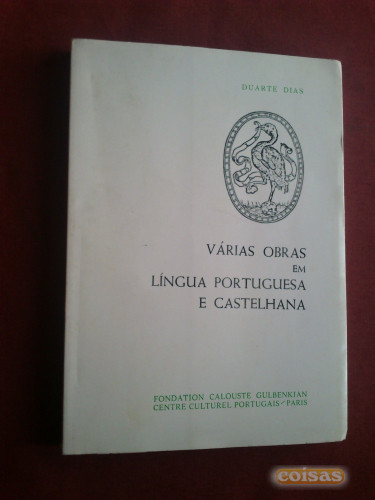 DUARTE DIAS
VÁRIAS OBRAS
EM
LÍNGUA PORTUGUESA
E CASTELHANA
FONDATION CALOUSTE GULBENKIAN
CENTRE CULTUREL PORTUGAIS — PARIS
coisas